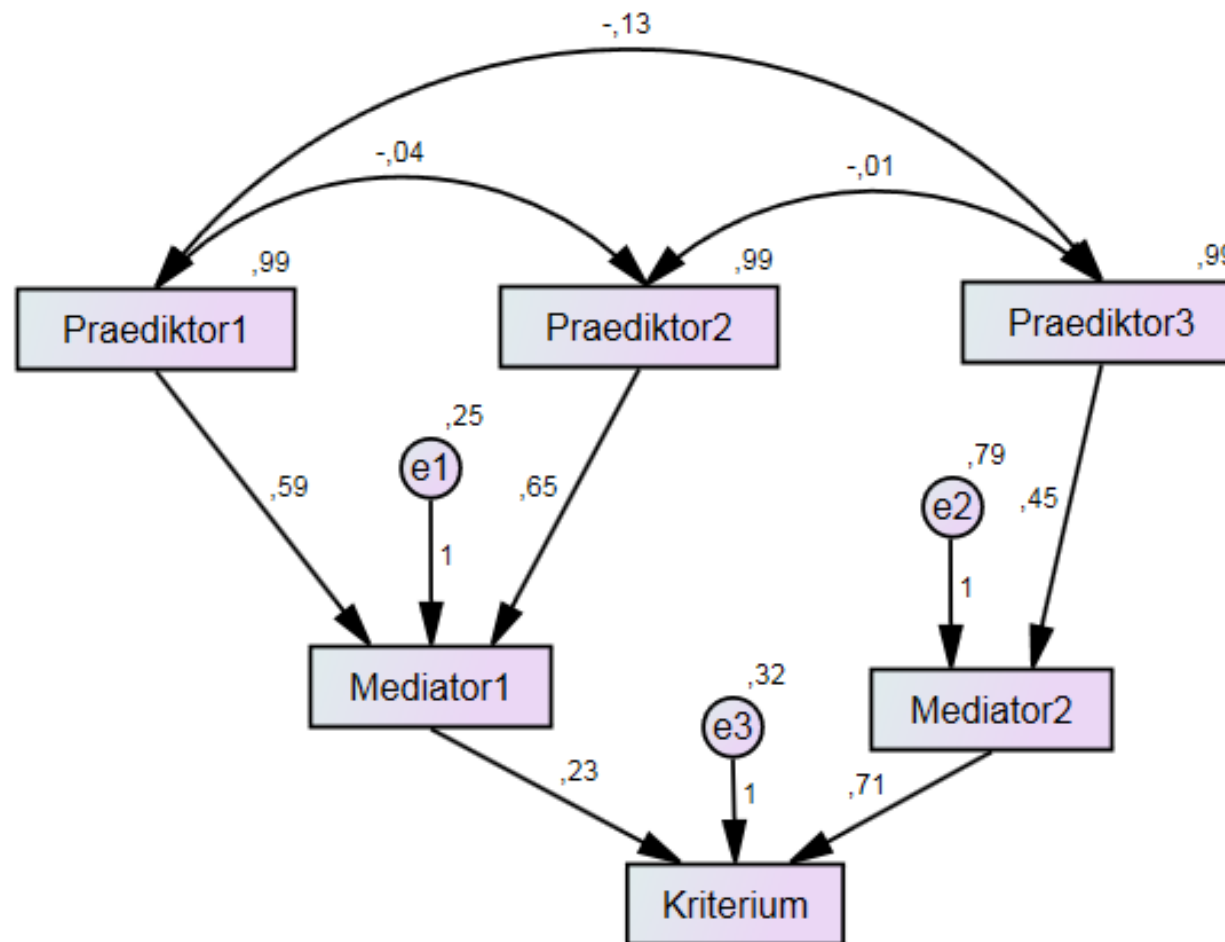 -,13
-,04
-,01
,99
,99
,99
Praediktor1
Praediktor2
Praediktor3
,25
e1
,59
,65
,79
e2
,45
1
1
Mediator1
Mediator2
,32
e3
,23
1
,71
Kriterium